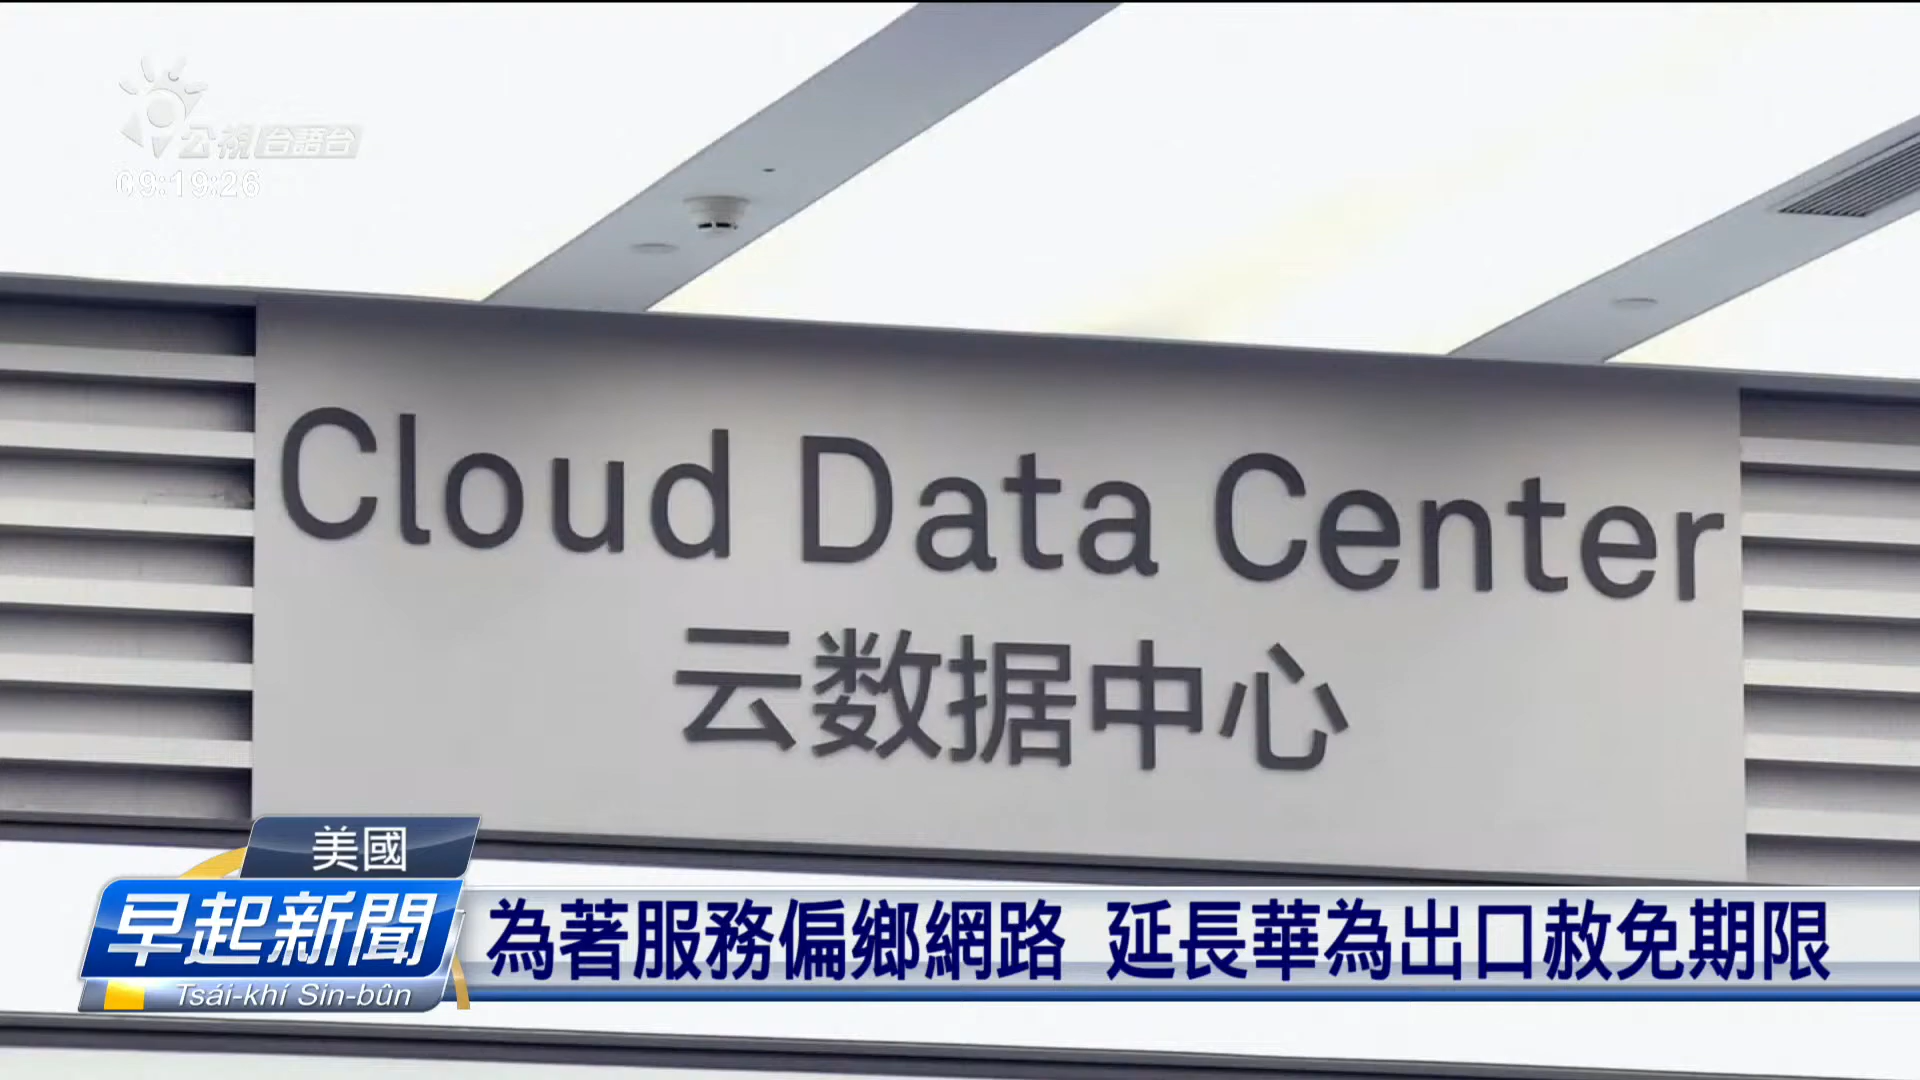 公視台語台
09:19:26
Cloud Data Center
云数据中心
美國
早起新聞
Tsái-khí Sin-bûn
為著服務偏鄉網路 延長華為出口赦免期限